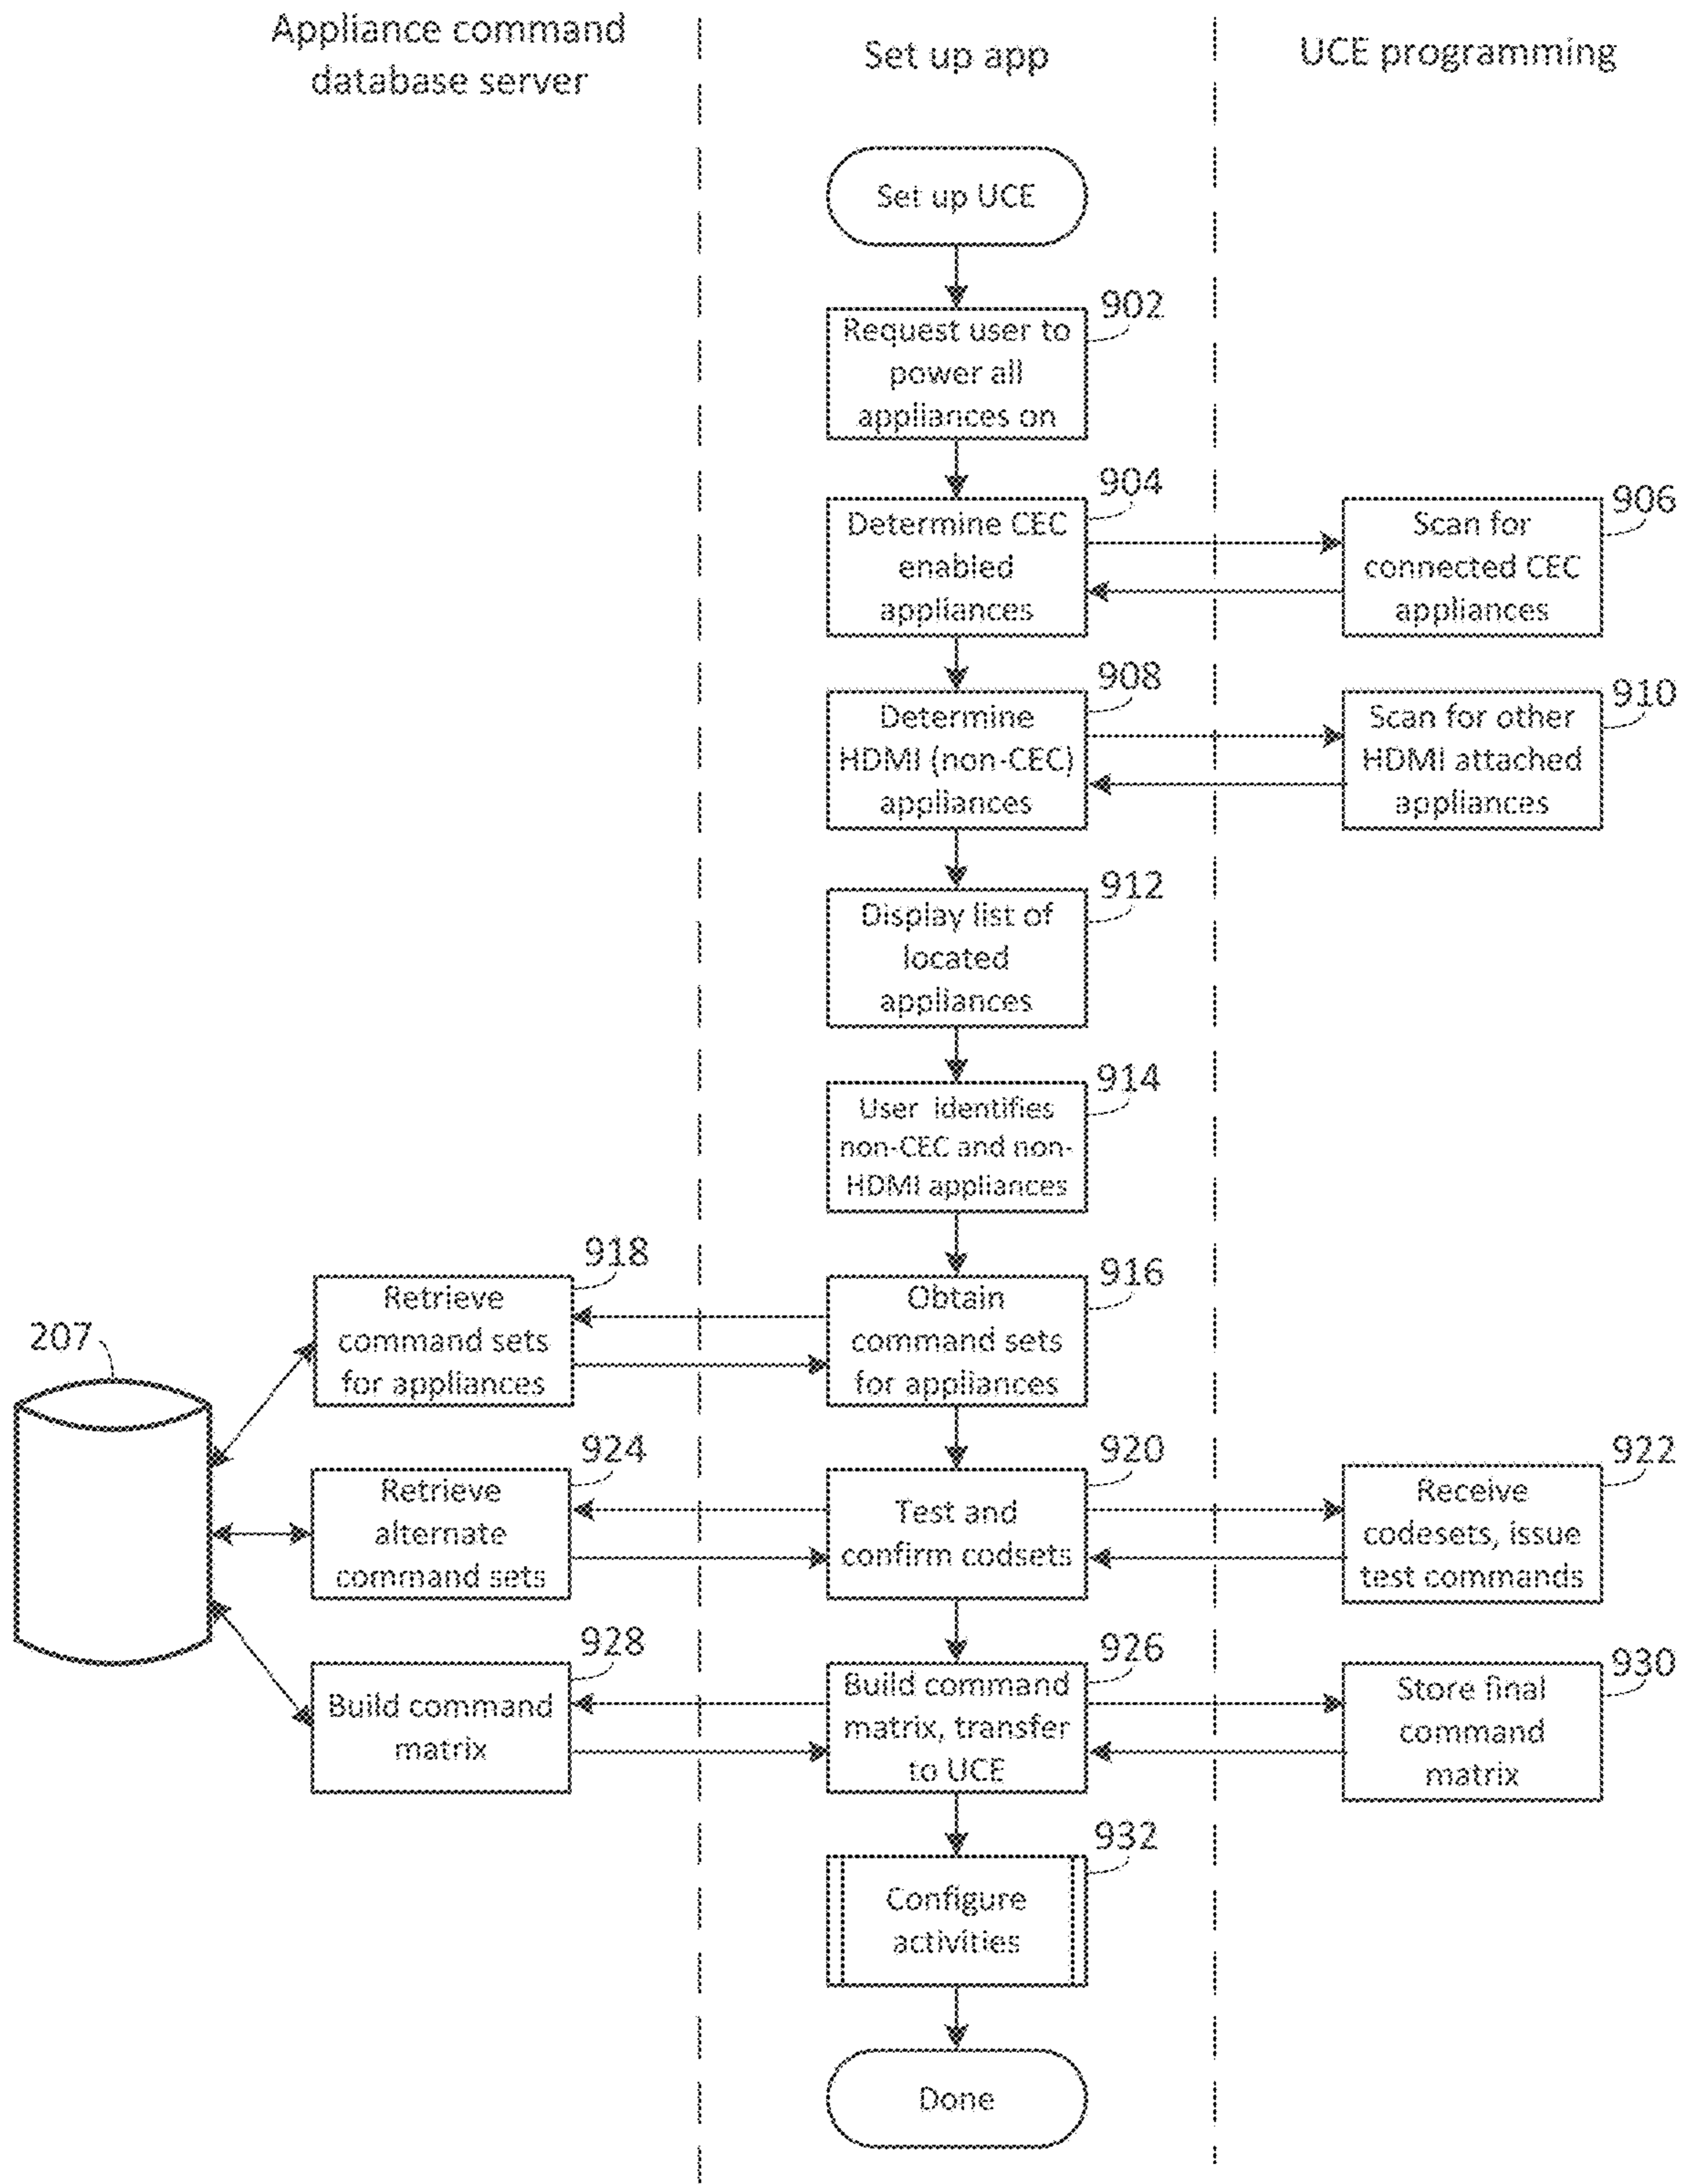 Appliance command
database server
Set up app
UCE programming
Set up UCE
902
Request user to
power all
appliances on
904
Determine CEC
enabled
appliances
906
Scan for
connected CEC
appliances
908
Determine
HDMI (non-CEC)
appliances
910
Scan for other
HDMI attached
appliances
912
Display list of
located
appliances
914
User identifies
non-CEC and non-
HDMI appliances
918
Retrieve
command sets
for appliances
916
Obtain
command sets
for appliances
207
924
Retrieve
alternate
command sets
920
Test and
confirm codsets
922
Receive
codesets, issue
test commands
928
Build command
matrix
926
Build command
matrix, transfer
to UCE
930
Store final
command
matrix
932
Configure
activities
Done